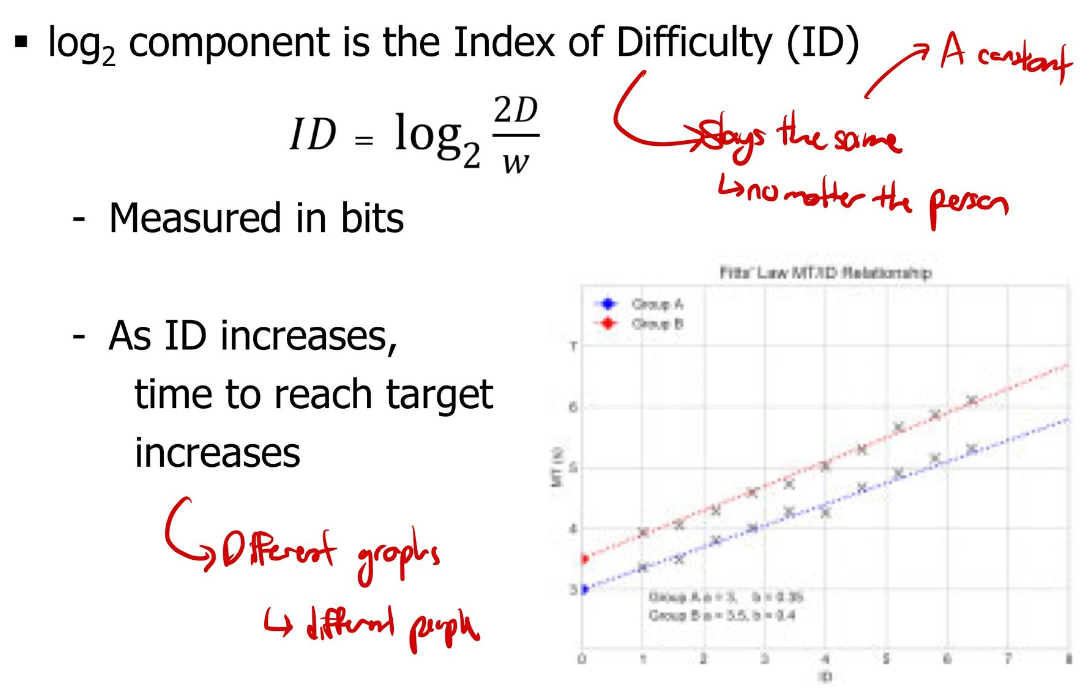 ▪ log₂ component is the Index of Difficulty (ID)
A constant
ID = log₂ 2D/w
Stays the same
↳ no matter the person
- Measured in bits
- As ID increases,
time to reach target
increases
Different graphs
↳ different people
Fitts' Law MT/ID Relationship
Group A
Group B
7
6
5
4
3
MT (s)
Group A a = 3, b = 0.35
Group B a = 3.5, b = 0.4
0 1 2 3 4 5 6 7 8
ID